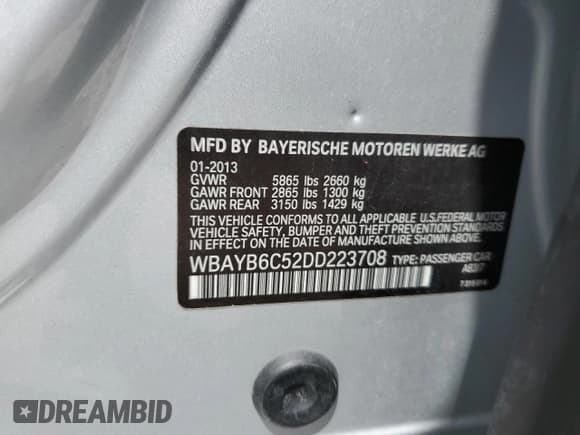 MFD BY BAYERISCHE MOTOREN WERKE AG
01-2013
GVWR 5865 lbs 2660 kg
GAWR FRONT 2865 lbs 1300 kg
GAWR REAR 3150 lbs 1429 kg
THIS VEHICLE CONFORMS TO ALL APPLICABLE U.S.FEDERAL MOTOR
VEHICLE SAFETY, BUMPER AND THEFT PREVENTION STANDARDS
IN EFFECT ON THE DATE OF MANUFACTURE SHOWN ABOVE.
WBAYB6C52DD223708 TYPE: PASSENGER CAR
DREAMBID